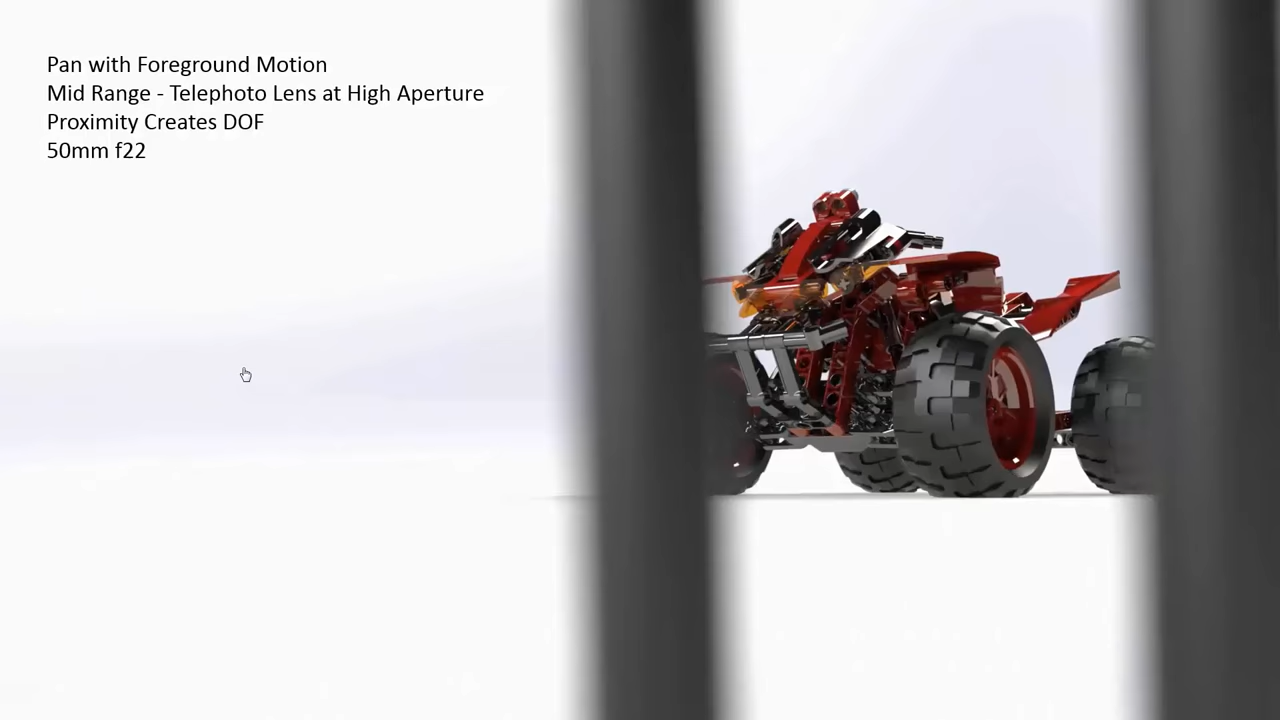 Pan with Foreground Motion
Mid Range - Telephoto Lens at High Aperture
Proximity Creates DOF
50mm f22